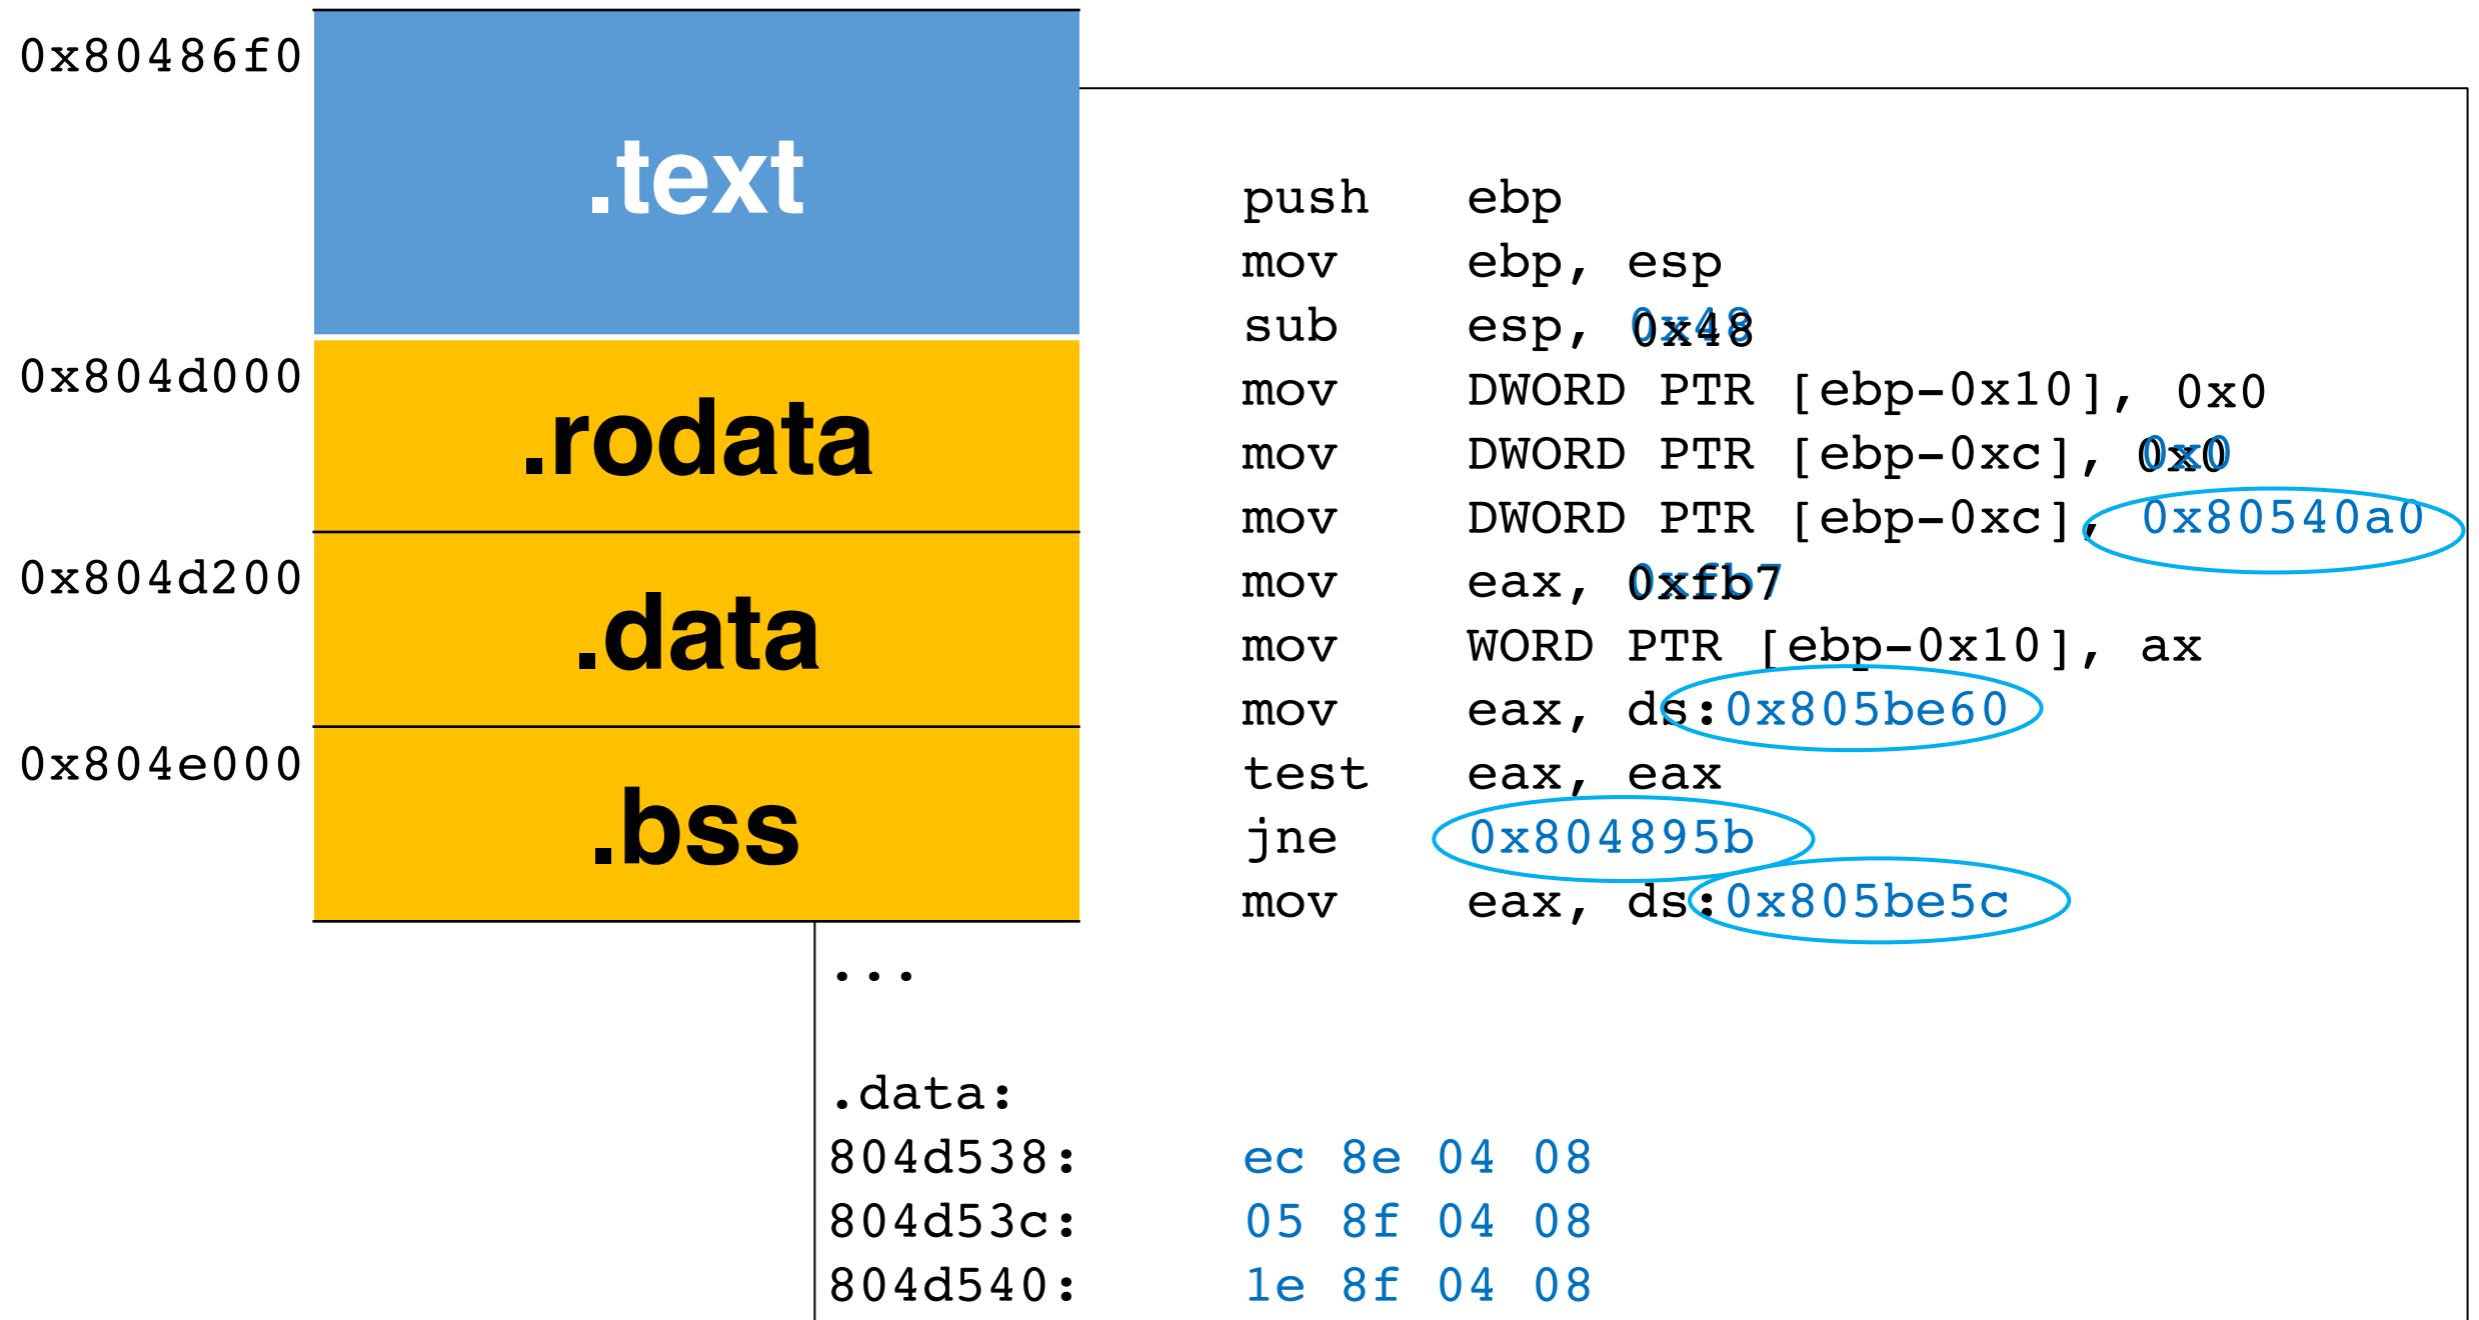 0x80486f0
.text
0x804d000
.rodata
0x804d200
.data
0x804e000
.bss
push ebp
mov ebp, esp
sub esp, 0x48
mov DWORD PTR [ebp-0x10], 0x0
mov DWORD PTR [ebp-0xc], 0x0
mov DWORD PTR [ebp-0xc], 0x80540a0
mov eax, 0xfb7
mov WORD PTR [ebp-0x10], ax
mov eax, ds:0x805be60
test eax, eax
jne 0x804895b
mov eax, ds:0x805be5c
...
.data:
804d538: ec 8e 04 08
804d53c: 05 8f 04 08
804d540: 1e 8f 04 08